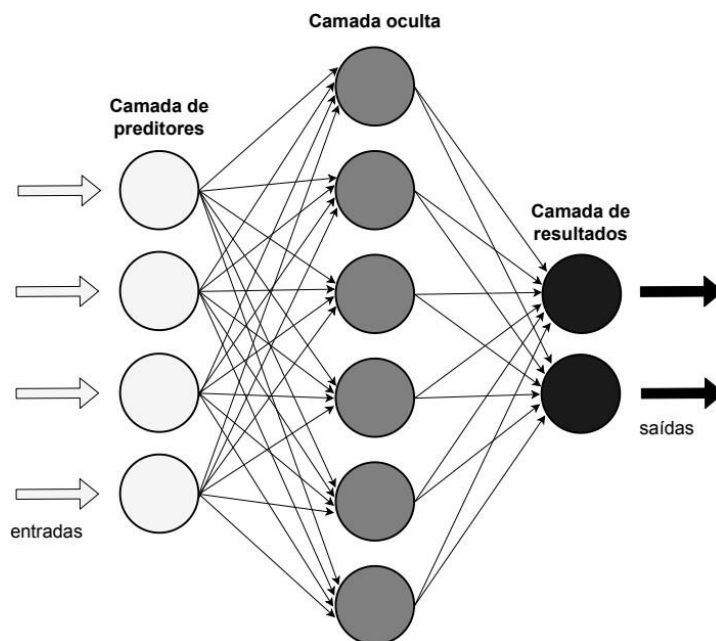 Camada oculta
Camada de
preditores
Camada de
resultados
saídas
entradas